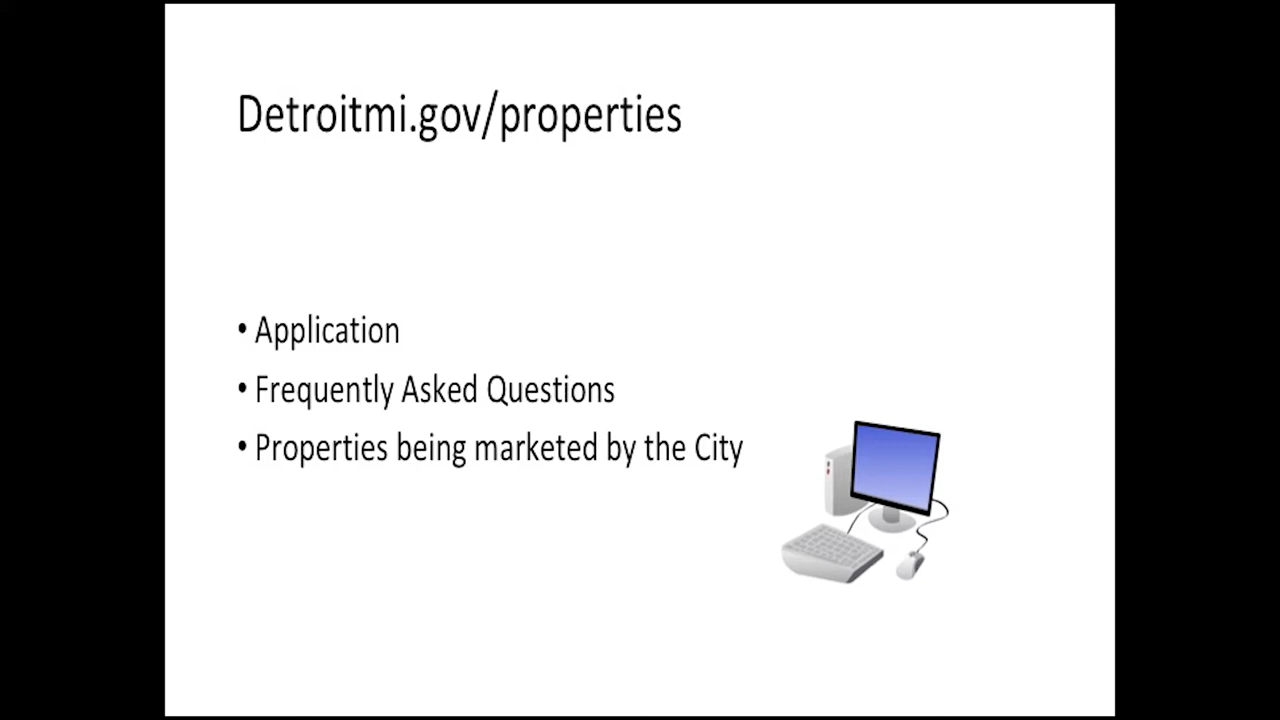 Detroitmi.gov/properties
• Application
• Frequently Asked Questions
• Properties being marketed by the City